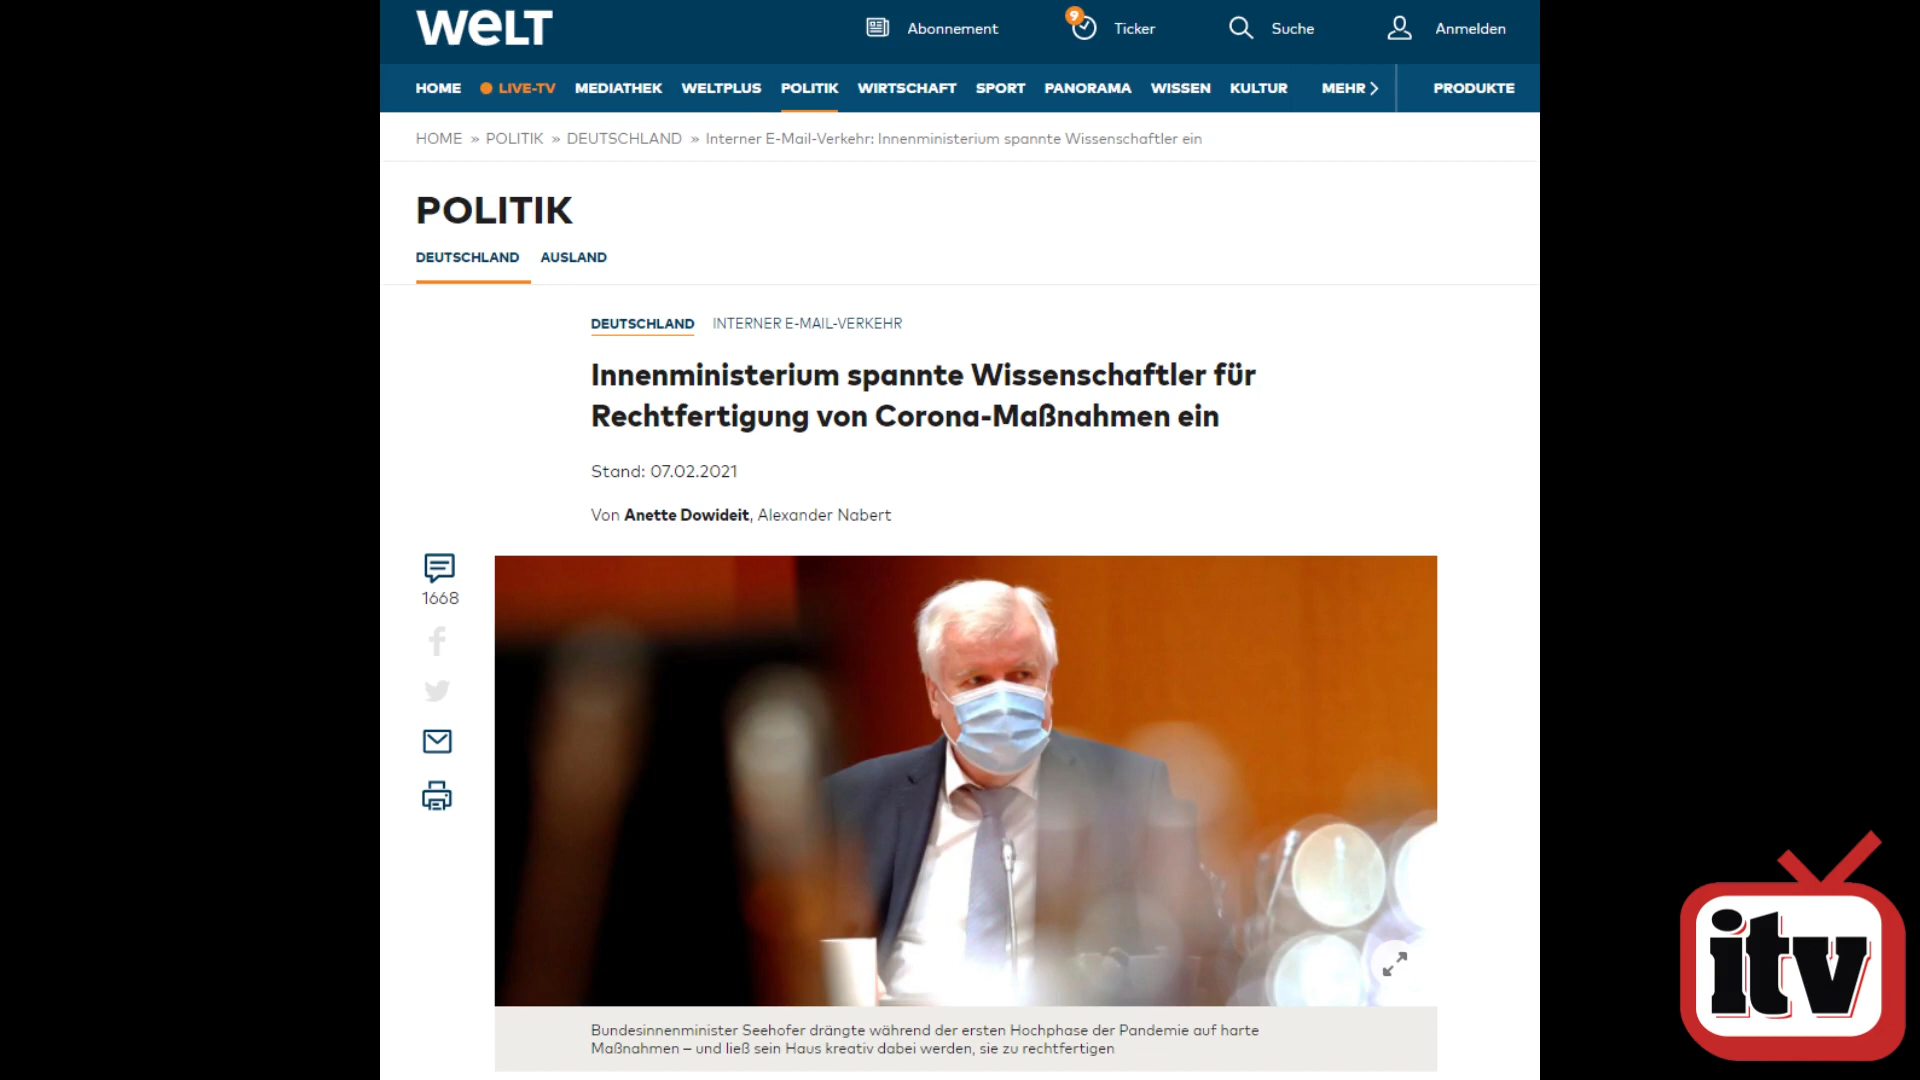 WELT
Abonnement
9
Ticker
Suche
Anmelden
HOME
LIVE-TV
MEDIATHEK
WELTPLUS
POLITIK
WIRTSCHAFT
SPORT
PANORAMA
WISSEN
KULTUR
MEHR
PRODUKTE
HOME » POLITIK » DEUTSCHLAND » Interner E-Mail-Verkehr: Innenministerium spannte Wissenschaftler ein
POLITIK
DEUTSCHLAND
AUSLAND
DEUTSCHLAND
INTERNER E-MAIL-VERKEHR
Innenministerium spannte Wissenschaftler für
Rechtfertigung von Corona-Maßnahmen ein
Stand: 07.02.2021
Von Anette Dowideit, Alexander Nabert
1668
Bundesinnenminister Seehofer drängte während der ersten Hochphase der Pandemie auf harte
Maßnahmen – und ließ sein Haus kreativ dabei werden, sie zu rechtfertigen
itv